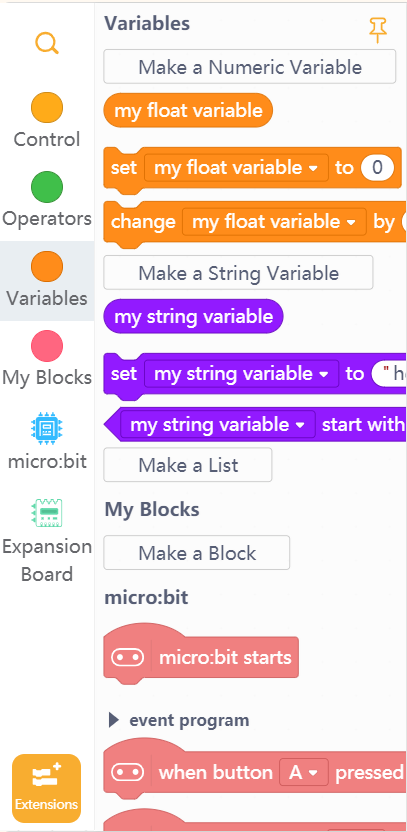 Control
Operators
Variables
My Blocks
micro:bit
Expansion
Board
Extensions
Variables
Make a Numeric Variable
my float variable
set my float variable to 0
change my float variable by
Make a String Variable
my string variable
set my string variable to "h
my string variable start with
Make a List
My Blocks
Make a Block
micro:bit
micro:bit starts
event program
when button A pressed